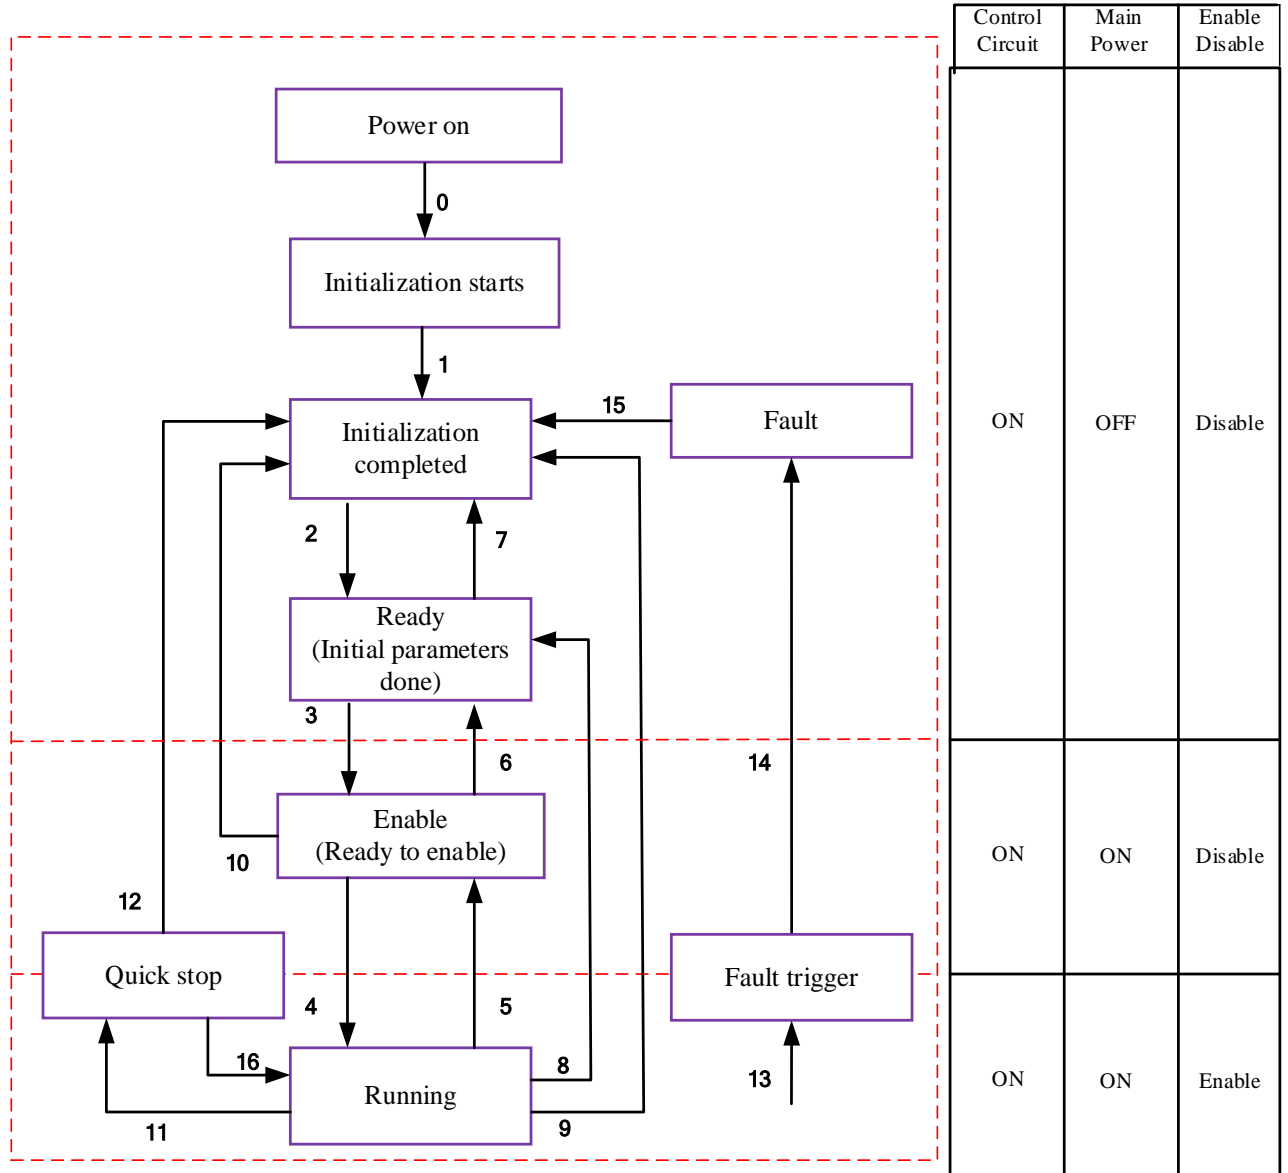 Control
Circuit
Main
Power
Enable
Disable
Power on
0
Initialization starts
1
Initialization
completed
15
Fault
ON
OFF
Disable
2
7
Ready
(Initial parameters
done)
3
6
14
Enable
(Ready to enable)
10
ON
ON
Disable
12
Quick stop
Fault trigger
4
5
16
Running
8
9
11
13
ON
ON
Enable